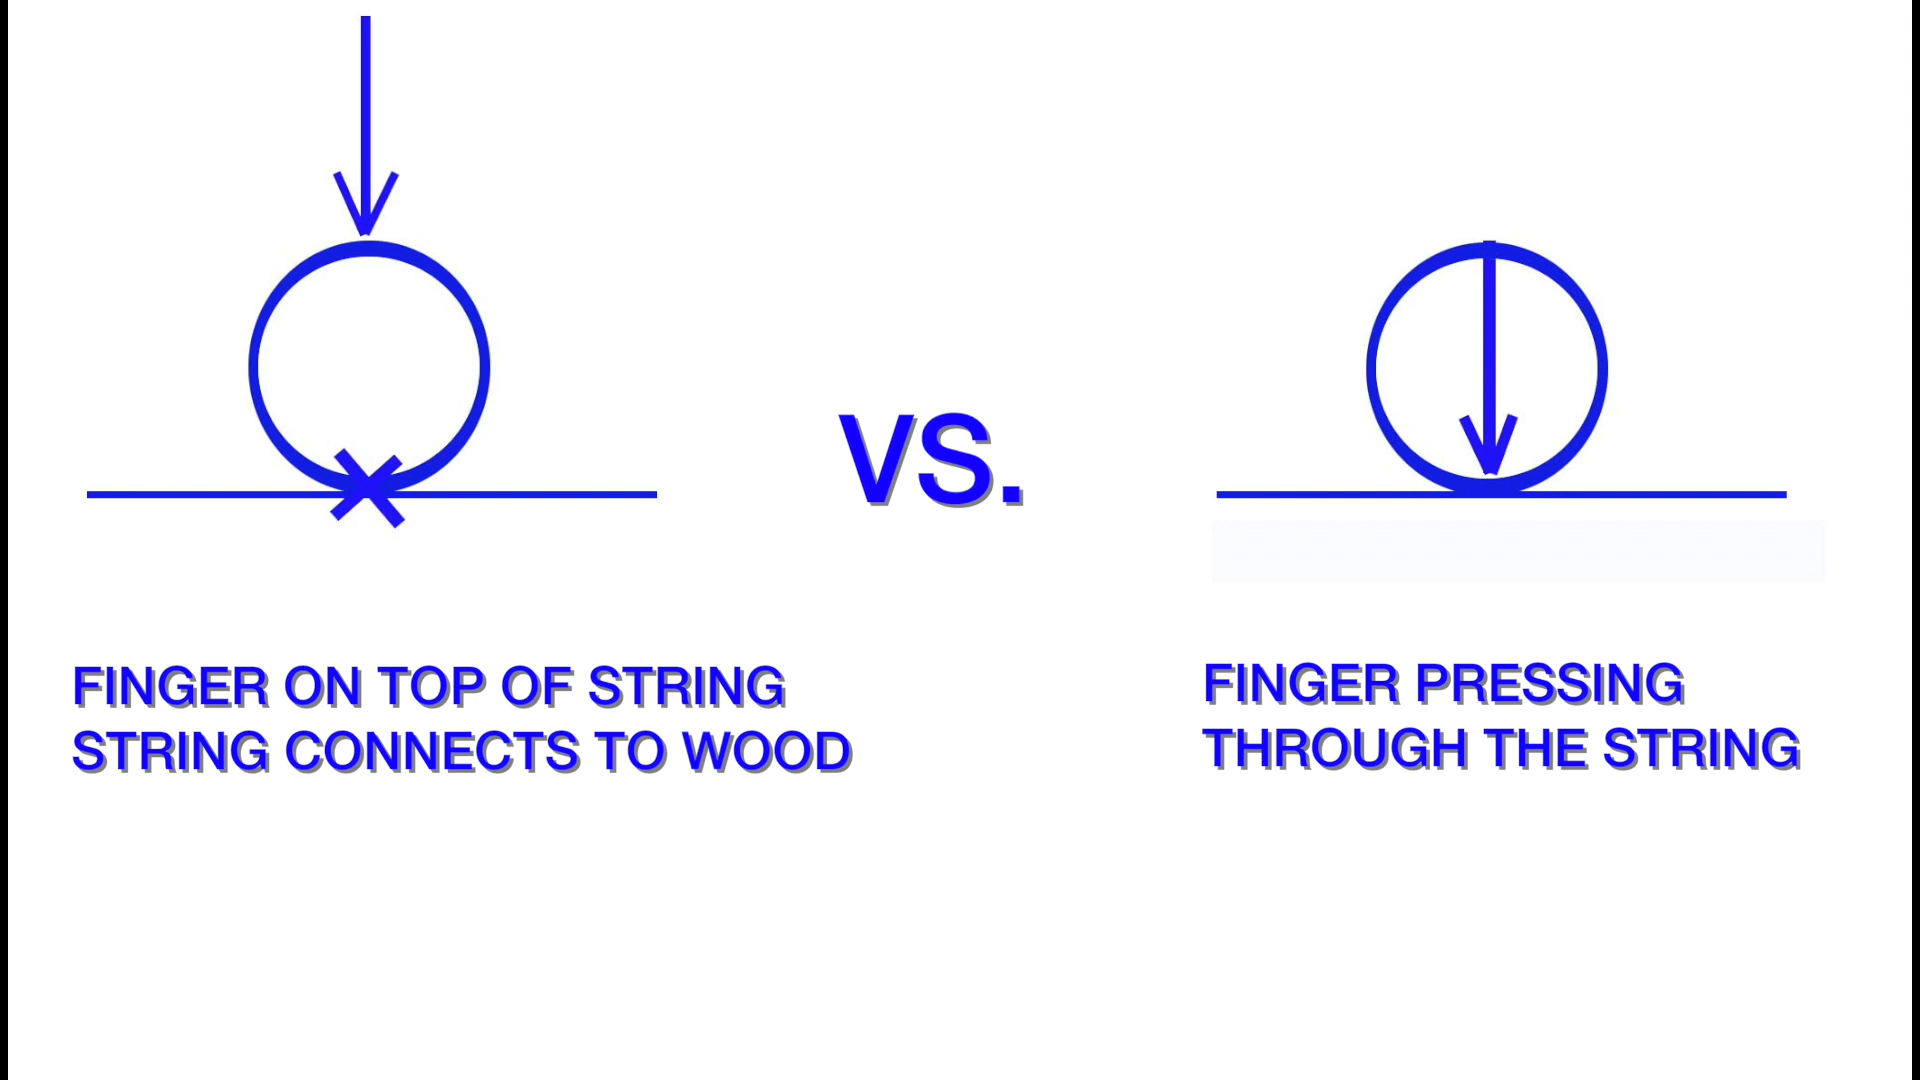 VS.
FINGER ON TOP OF STRING
STRING CONNECTS TO WOOD
FINGER PRESSING
THROUGH THE STRING